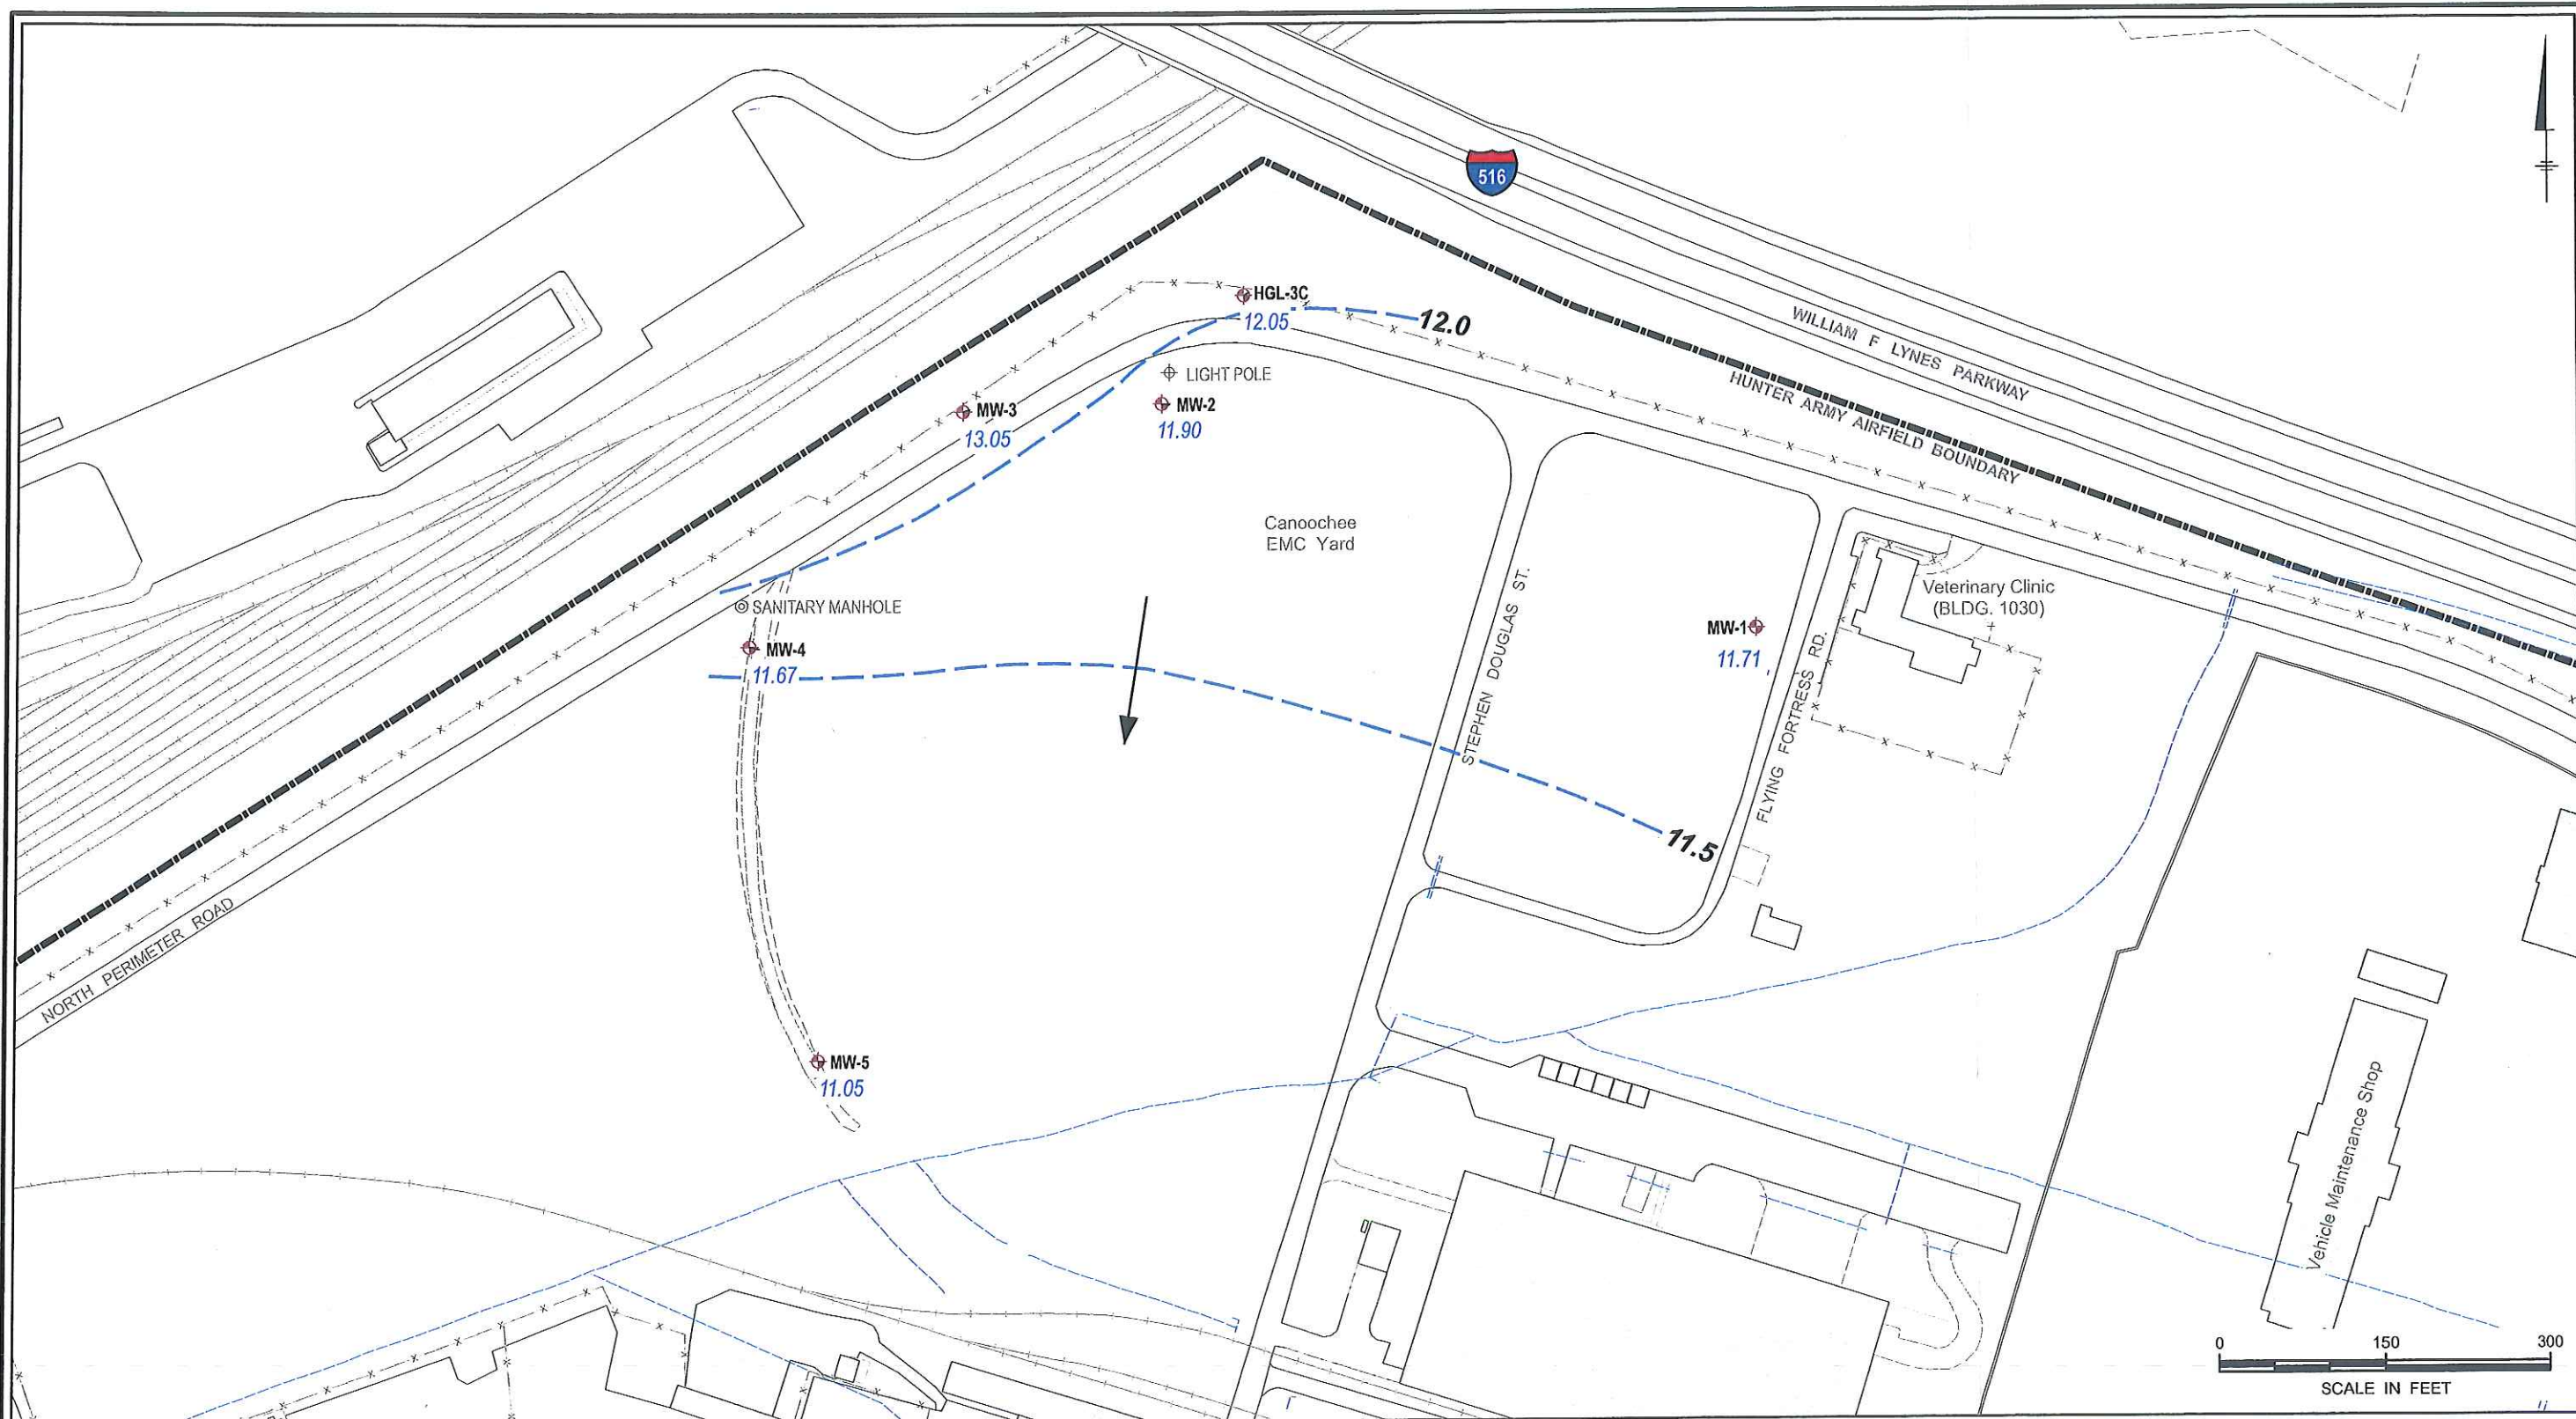 516
HGL-3C
12.05
12.0
WILLIAM F LYNES PARKWAY
HUNTER ARMY AIRFIELD BOUNDARY
LIGHT POLE
MW-2
11.90
MW-3
13.05
Canoochee
EMC Yard
STEPHEN DOUGLAS ST.
FLYING FORTRESS RD.
Veterinary Clinic
(BLDG. 1030)
SANITARY MANHOLE
MW-1
11.71
MW-4
11.67
11.5
NORTH PERIMETER ROAD
MW-5
11.05
Vehicle Maintenance Shop
0 150 300
SCALE IN FEET